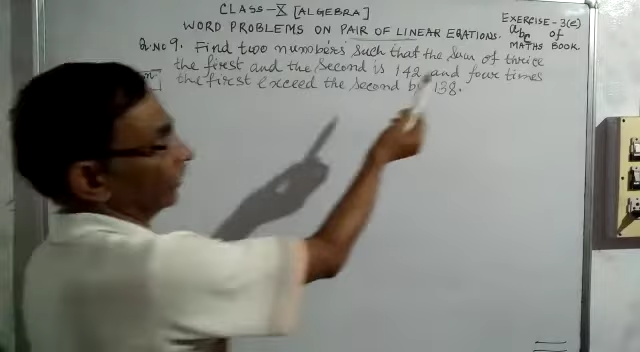 CLASS-X [ALGEBRA]
WORD PROBLEMS ON PAIR OF LINEAR EQATIONS.
EXERCISE-3(E)
of
abc
MATHS BOOK
Q.No 9. Find two numbers such that the sum of thrice
the first and the second is 142 and four times
the first exceed the second by 138.